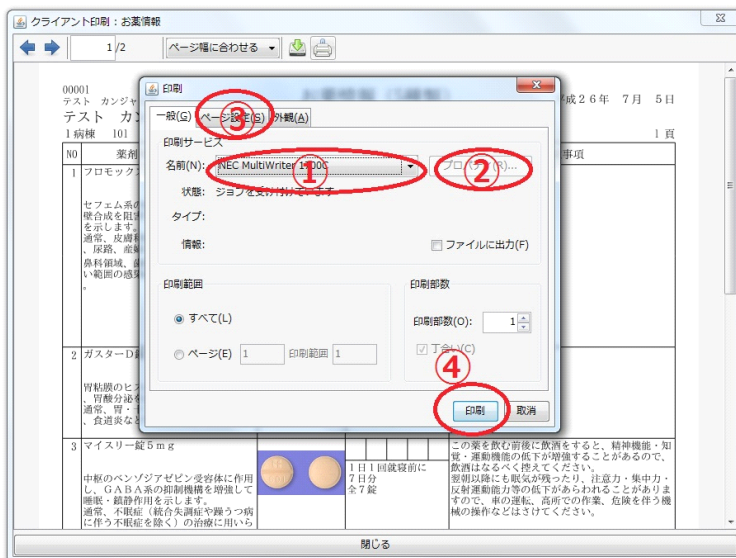 クライアント印刷：お薬情報
1 /2
ページ幅に合わせる
00001
テスト カンジャ
成26年 7月 5日
テスト カン
1病棟 101
1 頁
NO 薬剤
事項
1 フロモック
セフェム系の
壁合成を阻害
を示します。
通常、皮膚科
、尿路、産婦
鼻科領域、歯
い範囲の感染
。
印刷
一般(G)
ページ設定(S)
外観(A)
③
印刷サービス
名前(N):
NEC MultiWriter
①
②
状態:
ジョブを受け付けています
タイプ:
情報:
ファイルに出力(F)
印刷範囲
すべて(L)
ページ(E) 1 印刷範囲 1
印刷部数
印刷部数(O): 1
丁合い(C)
④
印刷
取消
2 ガスターD
胃粘膜のヒス
、胃酸分泌を
通常、胃・十
、食道炎など
3 マイスリー錠5mg
中枢のベンゾジアゼピン受容体に作用
し、GABA系の抑制機構を増強して
睡眠・鎮静作用を示します。
通常、不眠症（統合失調症や躁うつ病
に伴う不眠症を除く）の治療に用いら
1日1回就寝前に
7日分
全7錠
この薬を飲む前後に飲酒をすると、精神機能・知
覚・運動機能の低下が増強することがあるので、
飲酒はなるべく控えてください。
翌朝以降にも眠気が残ったり、注意力・集中力・
反射運動能力等の低下があらわれることがありま
すので、車の運転、高所での作業、危険を伴う機
械の操作などはさけてください。
閉じる